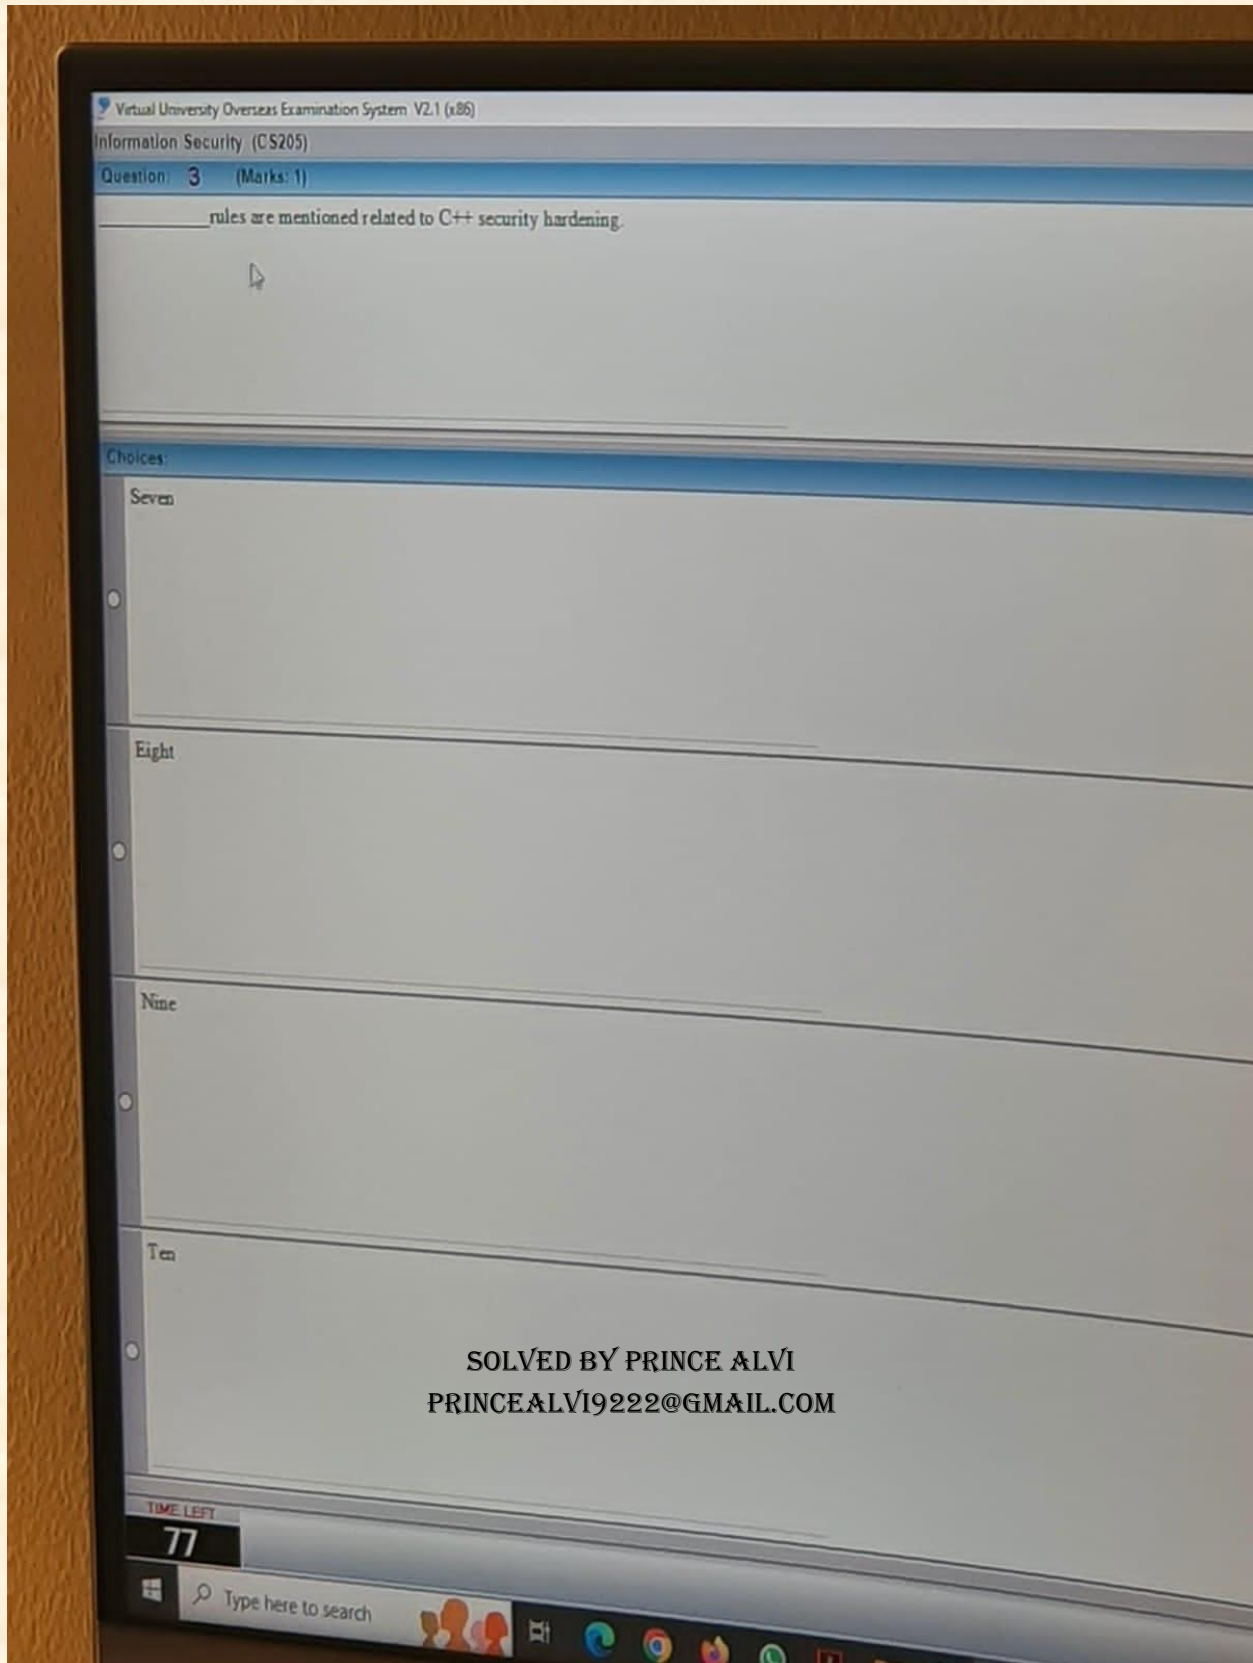 Virtual University Overseas Examination System V2.1 (x86)
Information Security (CS205)
Question: 3 (Marks: 1)
__________rules are mentioned related to C++ security hardening.
Choices:
Seven
Eight
Nine
Ten
SOLVED BY PRINCE ALVI
PRINCEALVI9222@GMAIL.COM
TIME LEFT
77
Type here to search